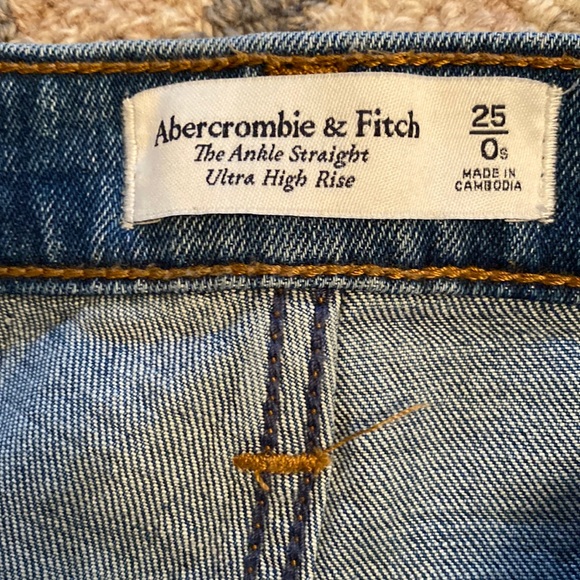 Abercrombie & Fitch
The Ankle Straight
Ultra High Rise
25
0s
MADE IN
CAMBODIA